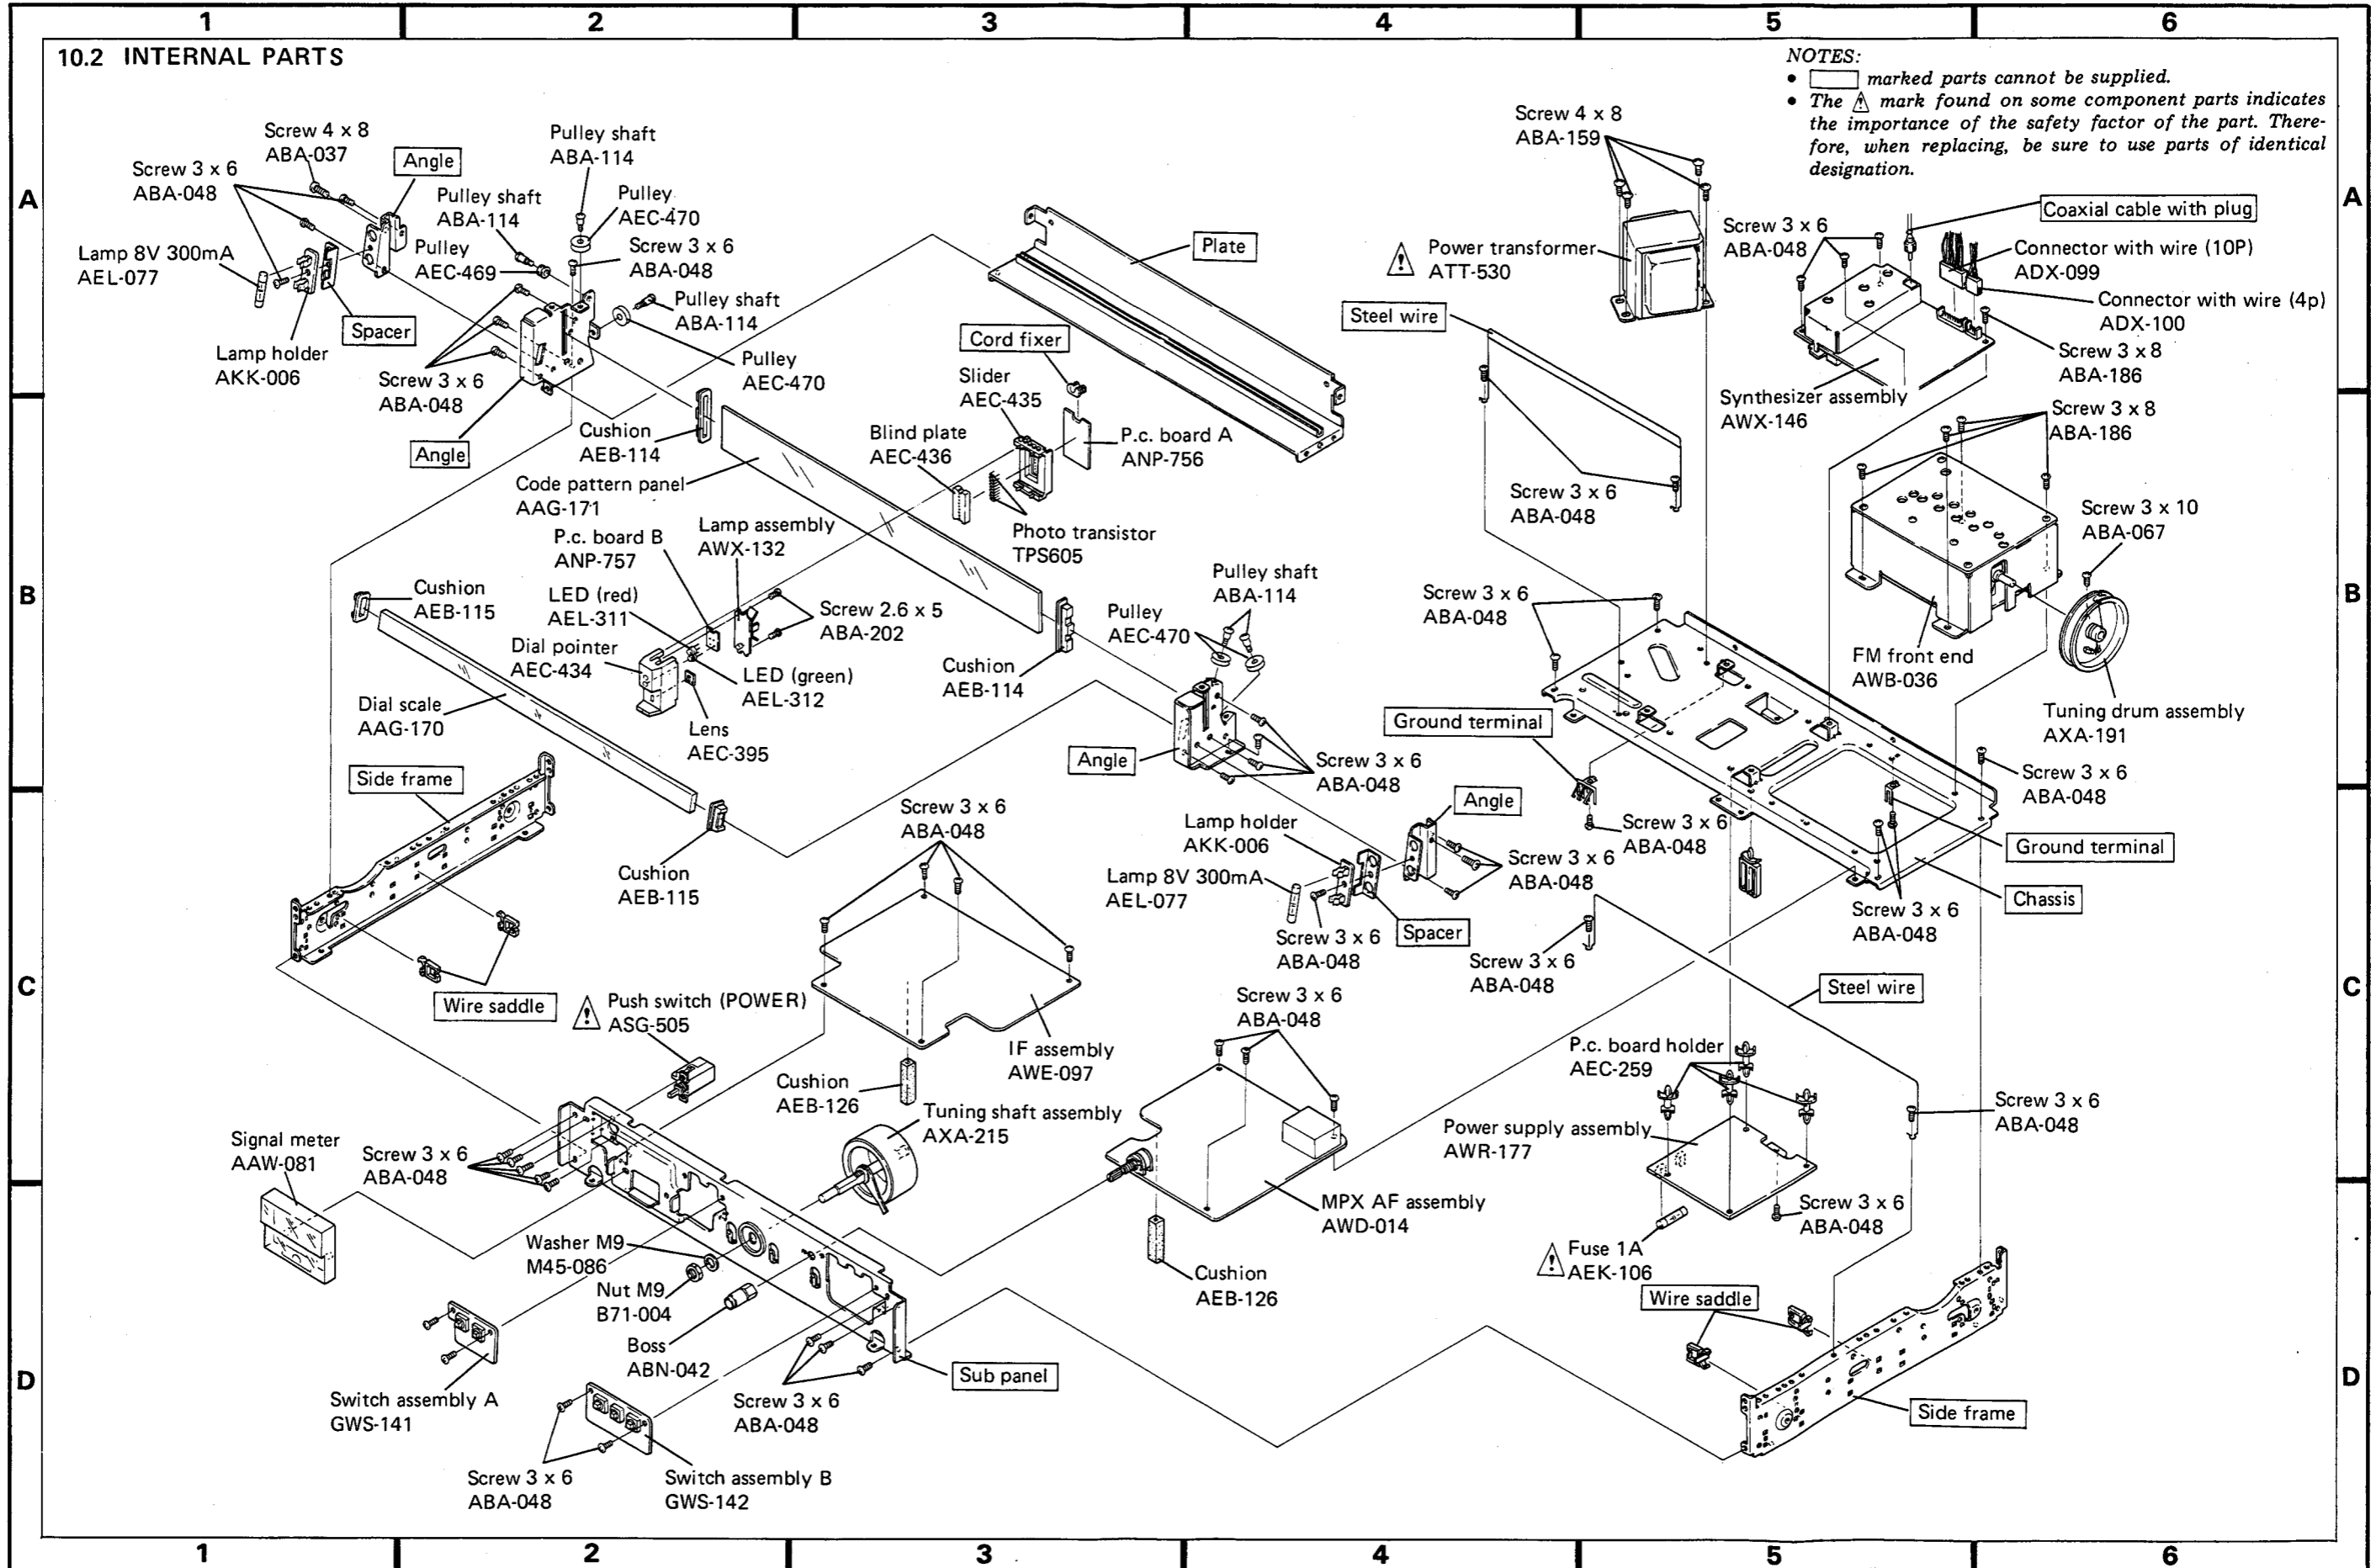 1 2 3 4 5 6
10.2 INTERNAL PARTS
NOTES:
• marked parts cannot be supplied.
• The ⚠ mark found on some component parts indicates
the importance of the safety factor of the part. There-
fore, when replacing, be sure to use parts of identical
designation.
A
A
Screw 4 x 8
ABA-037
Angle
Screw 3 x 6
ABA-048
Lamp 8V 300mA
AEL-077
Spacer
Lamp holder
AKK-006
Pulley shaft
ABA-114
Pulley shaft
ABA-114
Pulley
AEC-470
Pulley
AEC-469
Screw 3 x 6
ABA-048
Pulley shaft
ABA-114
Pulley
AEC-470
Screw 3 x 6
ABA-048
Angle
Plate
Cord fixer
Slider
AEC-435
P.c. board A
ANP-756
Blind plate
AEC-436
Photo transistor
TPS605
Screw 4 x 8
ABA-159
⚠ Power transformer
ATT-530
Steel wire
Screw 3 x 6
ABA-048
Screw 3 x 6
ABA-048
Coaxial cable with plug
Connector with wire (10P)
ADX-099
Connector with wire (4p)
ADX-100
Screw 3 x 8
ABA-186
Synthesizer assembly
AWX-146
Screw 3 x 8
ABA-186
Screw 3 x 10
ABA-067
B
B
Cushion
AEB-114
Code pattern panel
AAG-171
Lamp assembly
AWX-132
P.c. board B
ANP-757
Cushion
AEB-115
LED (red)
AEL-311
Screw 2.6 x 5
ABA-202
Dial pointer
AEC-434
LED (green)
AEL-312
Lens
AEC-395
Dial scale
AAG-170
Cushion
AEB-114
Pulley shaft
ABA-114
Pulley
AEC-470
Angle
Screw 3 x 6
ABA-048
Screw 3 x 6
ABA-048
Ground terminal
FM front end
AWB-036
Tuning drum assembly
AXA-191
Screw 3 x 6
ABA-048
Side frame
Cushion
AEB-115
Screw 3 x 6
ABA-048
Angle
Lamp holder
AKK-006
Screw 3 x 6
ABA-048
Lamp 8V 300mA
AEL-077
Screw 3 x 6
ABA-048
Spacer
Screw 3 x 6
ABA-048
Screw 3 x 6
ABA-048
Ground terminal
Chassis
Screw 3 x 6
ABA-048
C
C
Wire saddle
⚠ Push switch (POWER)
ASG-505
IF assembly
AWE-097
Cushion
AEB-126
Tuning shaft assembly
AXA-215
Screw 3 x 6
ABA-048
Steel wire
P.c. board holder
AEC-259
Screw 3 x 6
ABA-048
Power supply assembly
AWR-177
Signal meter
AAW-081
Screw 3 x 6
ABA-048
MPX AF assembly
AWD-014
Screw 3 x 6
ABA-048
Washer M9
M45-086
Nut M9
B71-004
Boss
ABN-042
Cushion
AEB-126
⚠ Fuse 1A
AEK-106
Wire saddle
D
D
Switch assembly A
GWS-141
Screw 3 x 6
ABA-048
Sub panel
Side frame
Screw 3 x 6
ABA-048
Switch assembly B
GWS-142
1 2 3 4 5 6